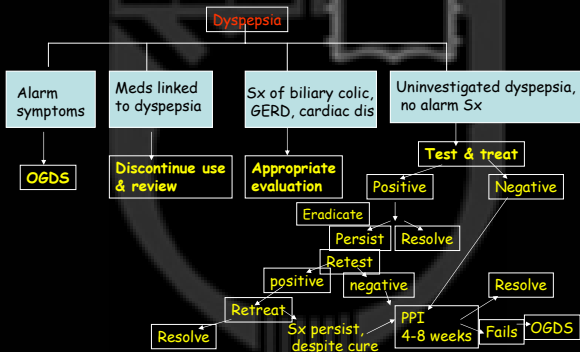 Dyspepsia
Alarm
symptoms
Meds linked
to dyspepsia
Sx of biliary colic,
GERD, cardiac dis
Uninvestigated dyspepsia,
no alarm Sx
OGDS
Discontinue use
& review
Appropriate
evaluation
Test & treat
Positive
Negative
Eradicate
Persist
Resolve
Retest
positive
negative
Retreat
Resolve
Sx persist,
despite cure
PPI
4-8 weeks
Resolve
Fails
OGDS